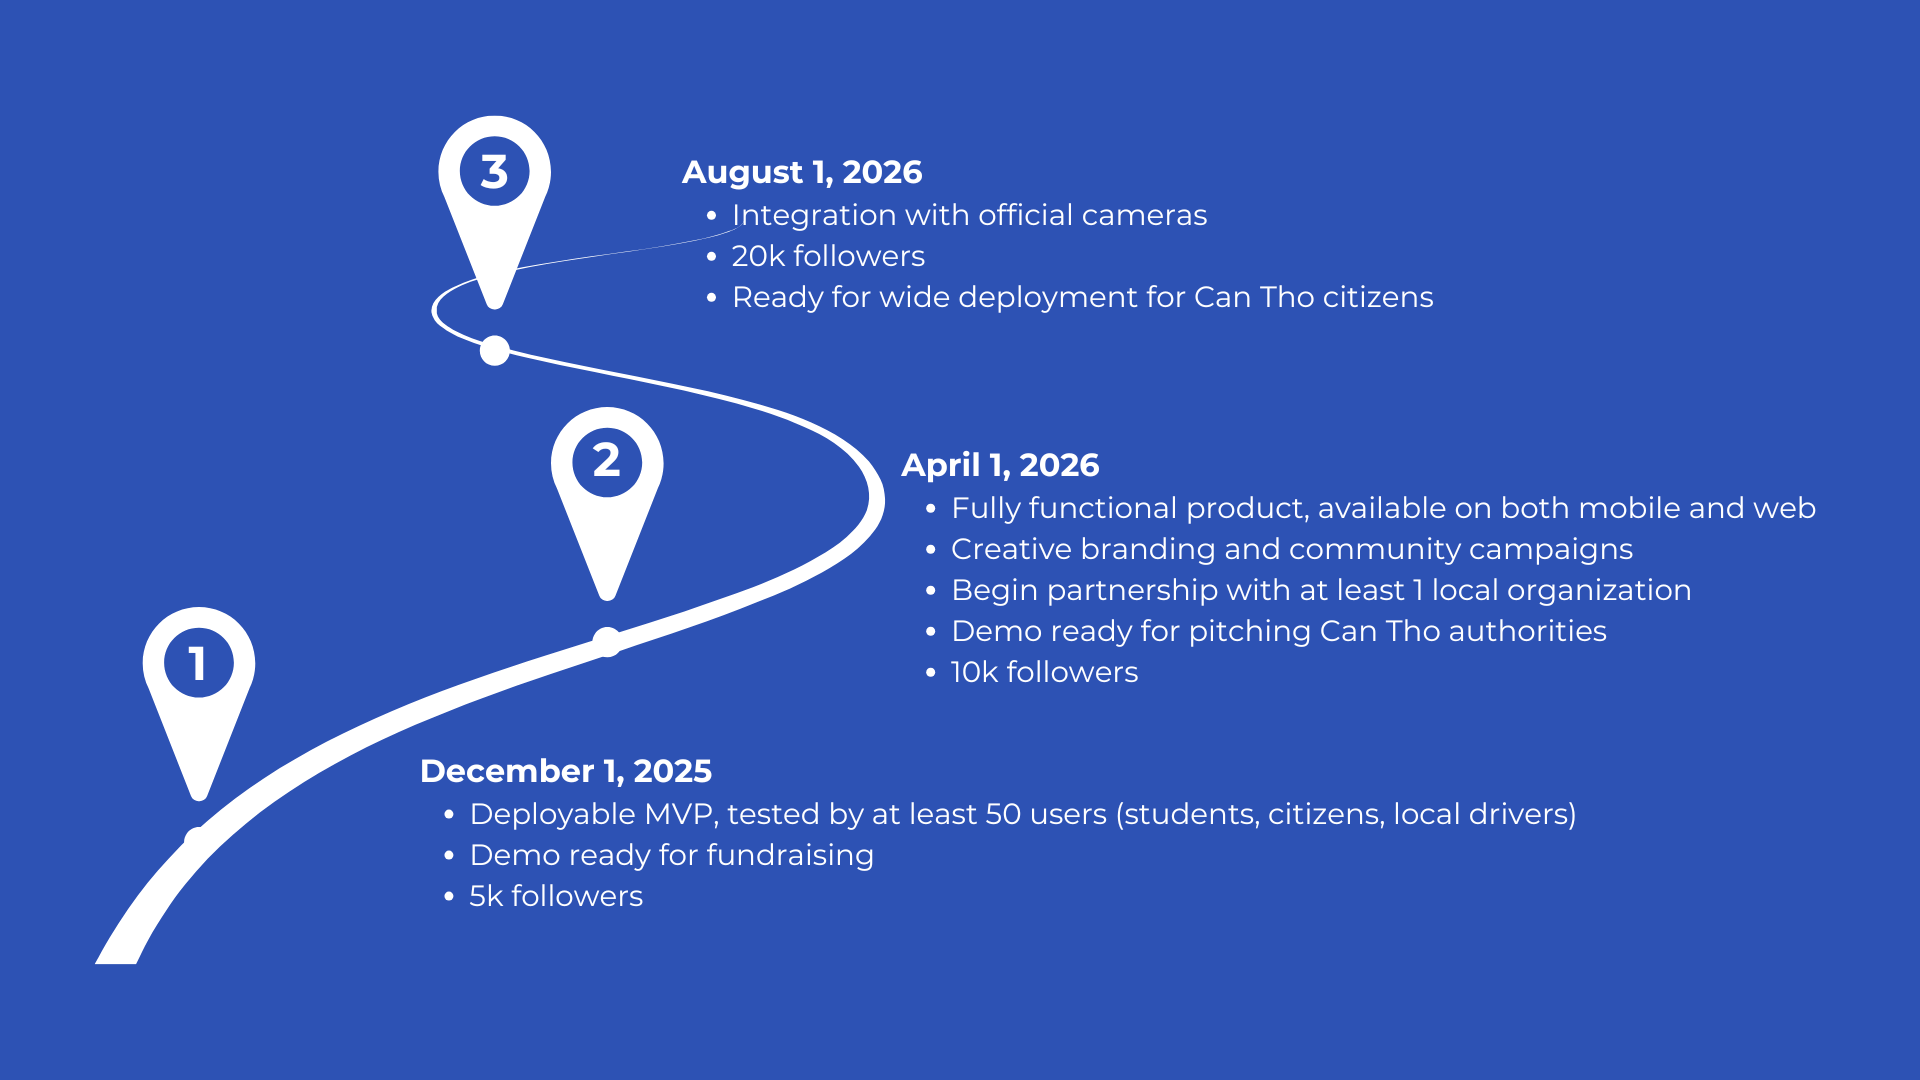 3
August 1, 2026
• Integration with official cameras
• 20k followers
• Ready for wide deployment for Can Tho citizens
2
April 1, 2026
• Fully functional product, available on both mobile and web
• Creative branding and community campaigns
• Begin partnership with at least 1 local organization
• Demo ready for pitching Can Tho authorities
• 10k followers
1
December 1, 2025
• Deployable MVP, tested by at least 50 users (students, citizens, local drivers)
• Demo ready for fundraising
• 5k followers